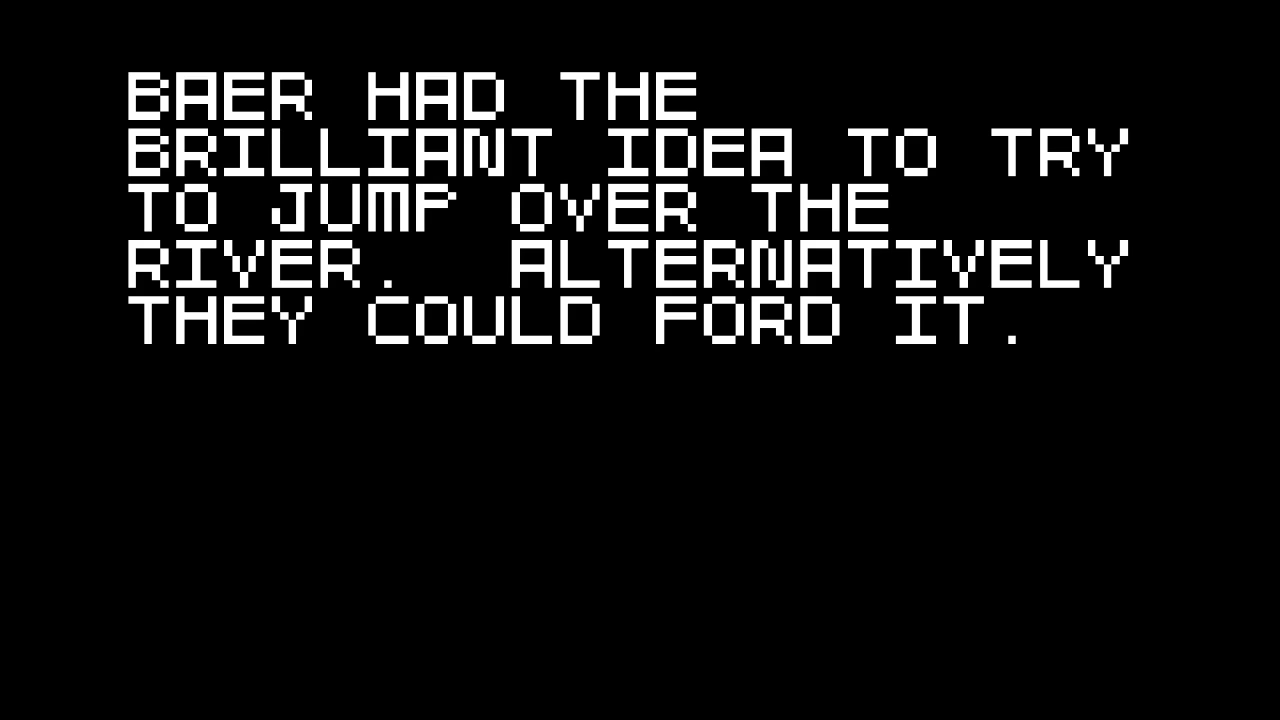 BAER HAD THE
BRILLIANT IDEA TO TRY
TO JUMP OVER THE
RIVER.  ALTERNATIVELY
THEY COULD FORD IT.